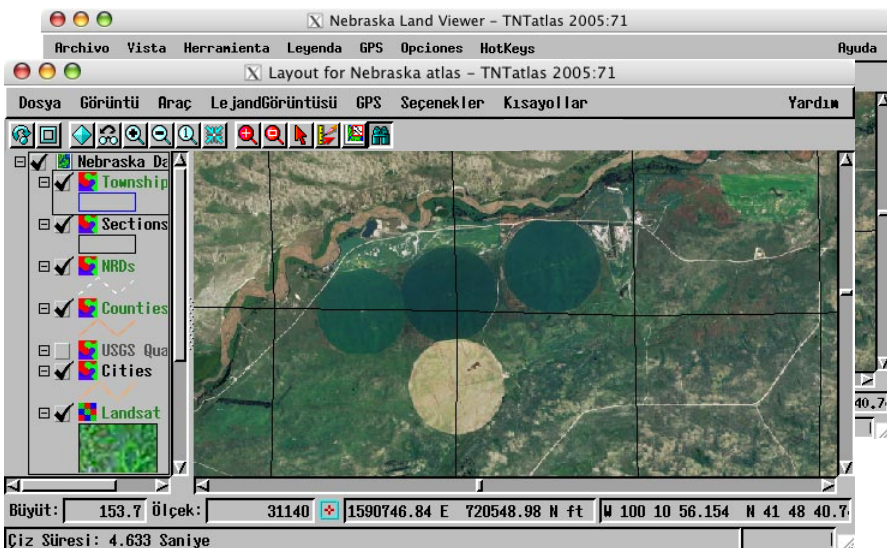 Nebraska Land Viewer - TNTatlas 2005:71
Archivo Vista Herramienta Leyenda GPS Opciones HotKeys Ayuda
Layout for Nebraska atlas - TNTatlas 2005:71
Dosya Görüntü Araç LejandGörüntüsü GPS Seçenekler Kısayollar Yardım
Nebraska Da
Township
Sections
NRDs
Counties
USGS Qua
Cities
Landsat
40.7
Büyüt: 153.7 Ölçek: 31140 1590746.84 E 720548.98 N ft W 100 10 56.154 N 41 48 40.7
Çiz Süresi: 4.633 Saniye